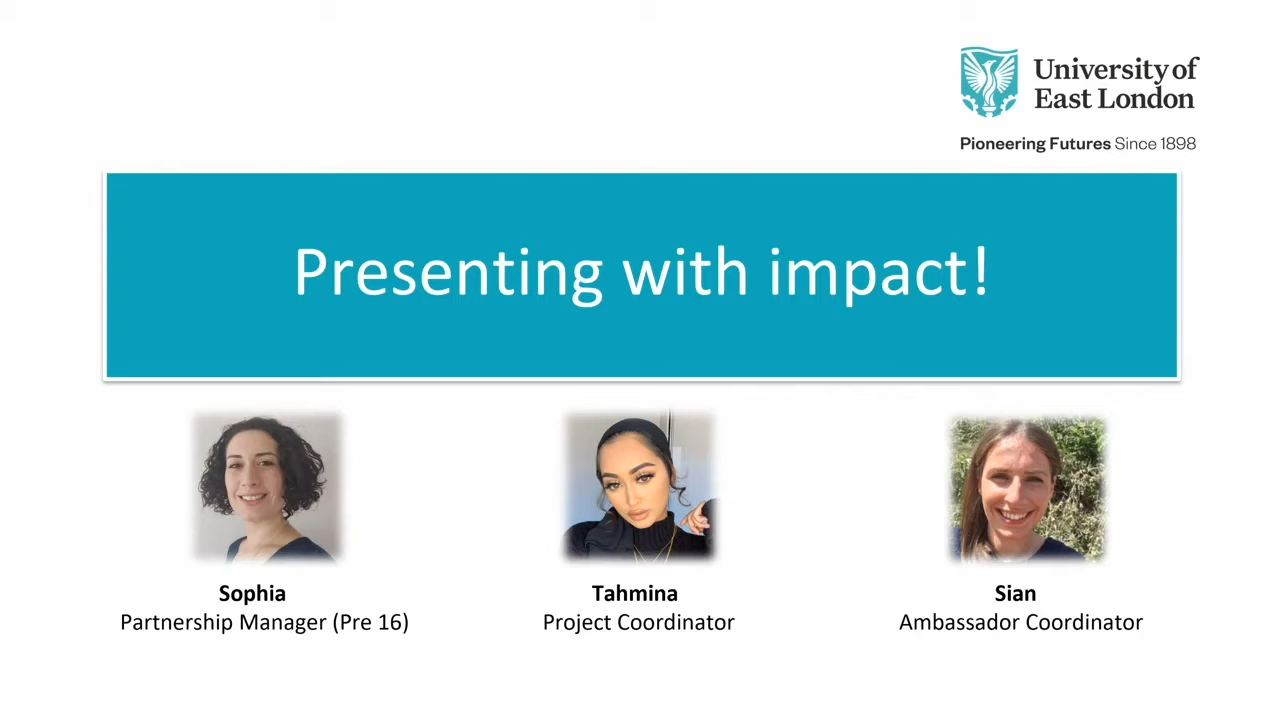 University of
East London
Pioneering Futures Since 1898
Presenting with impact!
Sophia
Partnership Manager (Pre 16)
Tahmina
Project Coordinator
Sian
Ambassador Coordinator